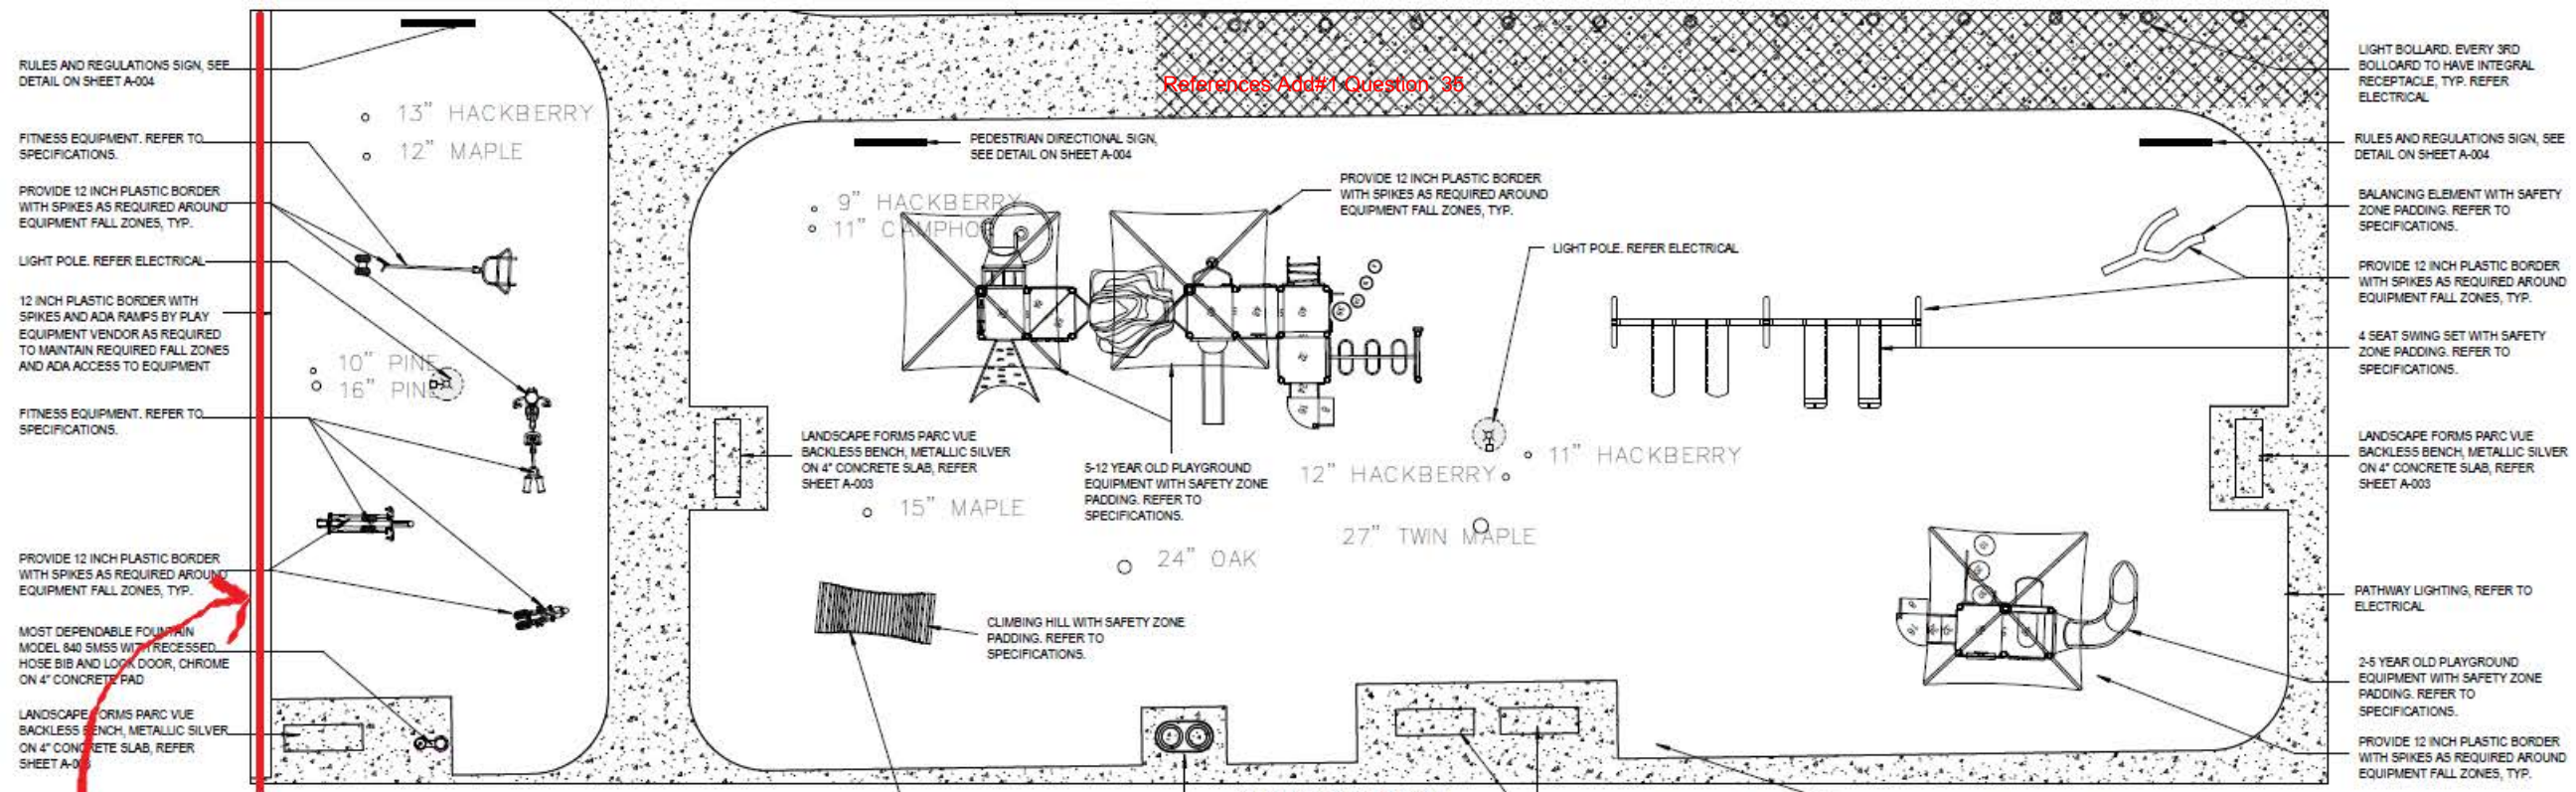 RULES AND REGULATIONS SIGN, SEE
DETAIL ON SHEET A-004
FITNESS EQUIPMENT. REFER TO
SPECIFICATIONS.
PROVIDE 12 INCH PLASTIC BORDER
WITH SPIKES AS REQUIRED AROUND
EQUIPMENT FALL ZONES, TYP.
LIGHT POLE. REFER ELECTRICAL
12 INCH PLASTIC BORDER WITH
SPIKES AND ADA RAMPS BY PLAY
EQUIPMENT VENDOR AS REQUIRED
TO MAINTAIN REQUIRED FALL ZONES
AND ADA ACCESS TO EQUIPMENT
FITNESS EQUIPMENT. REFER TO
SPECIFICATIONS.
PROVIDE 12 INCH PLASTIC BORDER
WITH SPIKES AS REQUIRED AROUND
EQUIPMENT FALL ZONES, TYP.
MOST DEPENDABLE FOUNTAIN
MODEL 840 SMSS WITH RECESSED
HOSE BIB AND LOCK DOOR, CHROME
ON 4" CONCRETE PAD
LANDSCAPE FORMS PARC VUE
BACKLESS BENCH, METALLIC SILVER
ON 4" CONCRETE SLAB, REFER
SHEET
13" HACKBERRY
12" MAPLE
10" PINE
16" PINE
References Add#1 Question 35
PEDESTRIAN DIRECTIONAL SIGN,
SEE DETAIL ON SHEET A-004
9" HACKBERRY
11" CAMPHO
PROVIDE 12 INCH PLASTIC BORDER
WITH SPIKES AS REQUIRED AROUND
EQUIPMENT FALL ZONES, TYP.
LIGHT POLE. REFER ELECTRICAL
LANDSCAPE FORMS PARC VUE
BACKLESS BENCH, METALLIC SILVER
ON 4" CONCRETE SLAB, REFER
SHEET A-003
15" MAPLE
5-12 YEAR OLD PLAYGROUND
EQUIPMENT WITH SAFETY ZONE
PADDING. REFER TO
SPECIFICATIONS.
12" HACKBERRY
11" HACKBERRY
27" TWIN MAPLE
24" OAK
CLIMBING HILL WITH SAFETY ZONE
PADDING. REFER TO
SPECIFICATIONS.
LIGHT BOLLARD. EVERY 3RD
BOLLOARD TO HAVE INTEGRAL
RECEPTACLE, TYP. REFER
ELECTRICAL
RULES AND REGULATIONS SIGN, SEE
DETAIL ON SHEET A-004
BALANCING ELEMENT WITH SAFETY
ZONE PADDING. REFER TO
SPECIFICATIONS.
PROVIDE 12 INCH PLASTIC BORDER
WITH SPIKES AS REQUIRED AROUND
EQUIPMENT FALL ZONES, TYP.
4 SEAT SWING SET WITH SAFETY
ZONE PADDING. REFER TO
SPECIFICATIONS.
LANDSCAPE FORMS PARC VUE
BACKLESS BENCH, METALLIC SILVER
ON 4" CONCRETE SLAB, REFER
SHEET A-003
PATHWAY LIGHTING, REFER TO
ELECTRICAL
2-5 YEAR OLD PLAYGROUND
EQUIPMENT WITH SAFETY ZONE
PADDING. REFER TO
SPECIFICATIONS.
PROVIDE 12 INCH PLASTIC BORDER
WITH SPIKES AS REQUIRED AROUND
EQUIPMENT FALL ZONES, TYP.